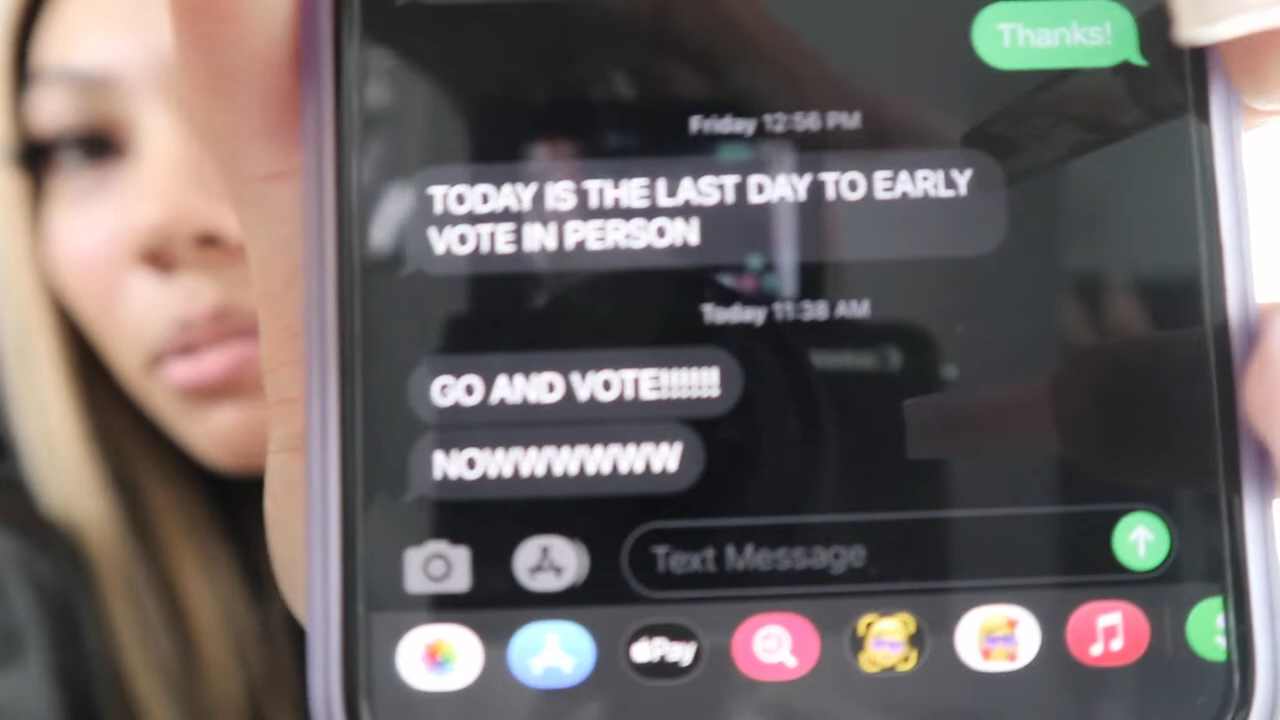 Thanks!
Friday 12:56 PM
TODAY IS THE LAST DAY TO EARLY
VOTE IN PERSON
Today 11:38 AM
GO AND VOTE!!!!!!!
NOWWWWWW
Text Message
Pay